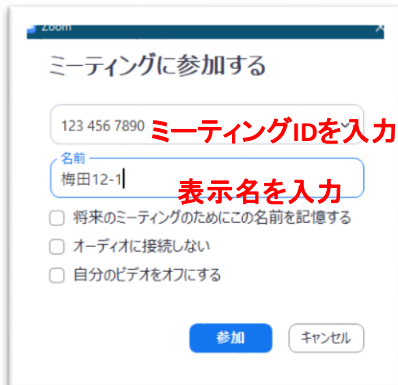 Zoom
ミーティングに参加する
123 456 7890 ミーティングIDを入力
名前
梅田12-1
表示名を入力
将来のミーティングのためにこの名前を記憶する
オーディオに接続しない
自分のビデオをオフにする
参加 キャンセル